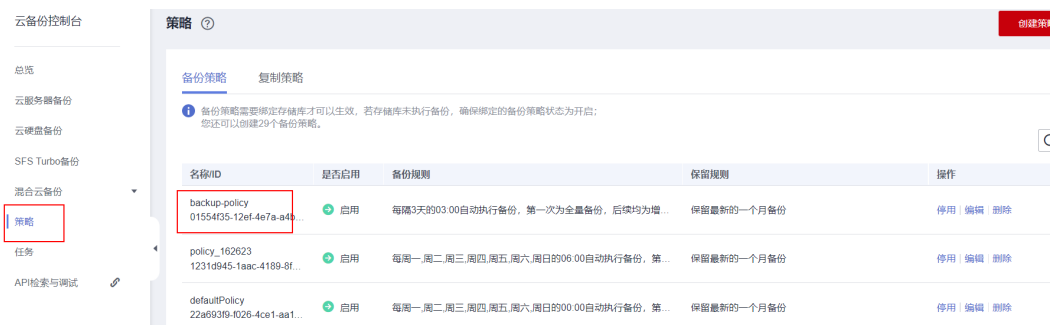 云备份控制台
策略
创建策略
总览
云服务器备份
云硬盘备份
SFS Turbo备份
混合云备份
策略
任务
API检索与调试
备份策略 复制策略
备份策略需要绑定存储库才可以生效，若存储库未执行备份，确保绑定的备份策略状态为开启；
您还可以创建29个备份策略。
名称/ID 是否启用 备份规则 保留规则 操作
backup-policy
01554f35-12ef-4e7a-a4b...
启用 每隔3天的03:00自动执行备份，第一次为全量备份，后续均为增... 保留最新的一个月备份 停用 编辑 删除
policy_162623
1231d945-1aac-4189-8f...
启用 每周一,周二,周三,周四,周五,周六,周日的06:00自动执行备份，第... 保留最新的一个月备份 停用 编辑 删除
defaultPolicy
22a693f9-f026-4ce1-aa1...
启用 每周一,周二,周三,周四,周五,周六,周日的00:00自动执行备份，第... 保留最新的一个月备份 停用 编辑 删除